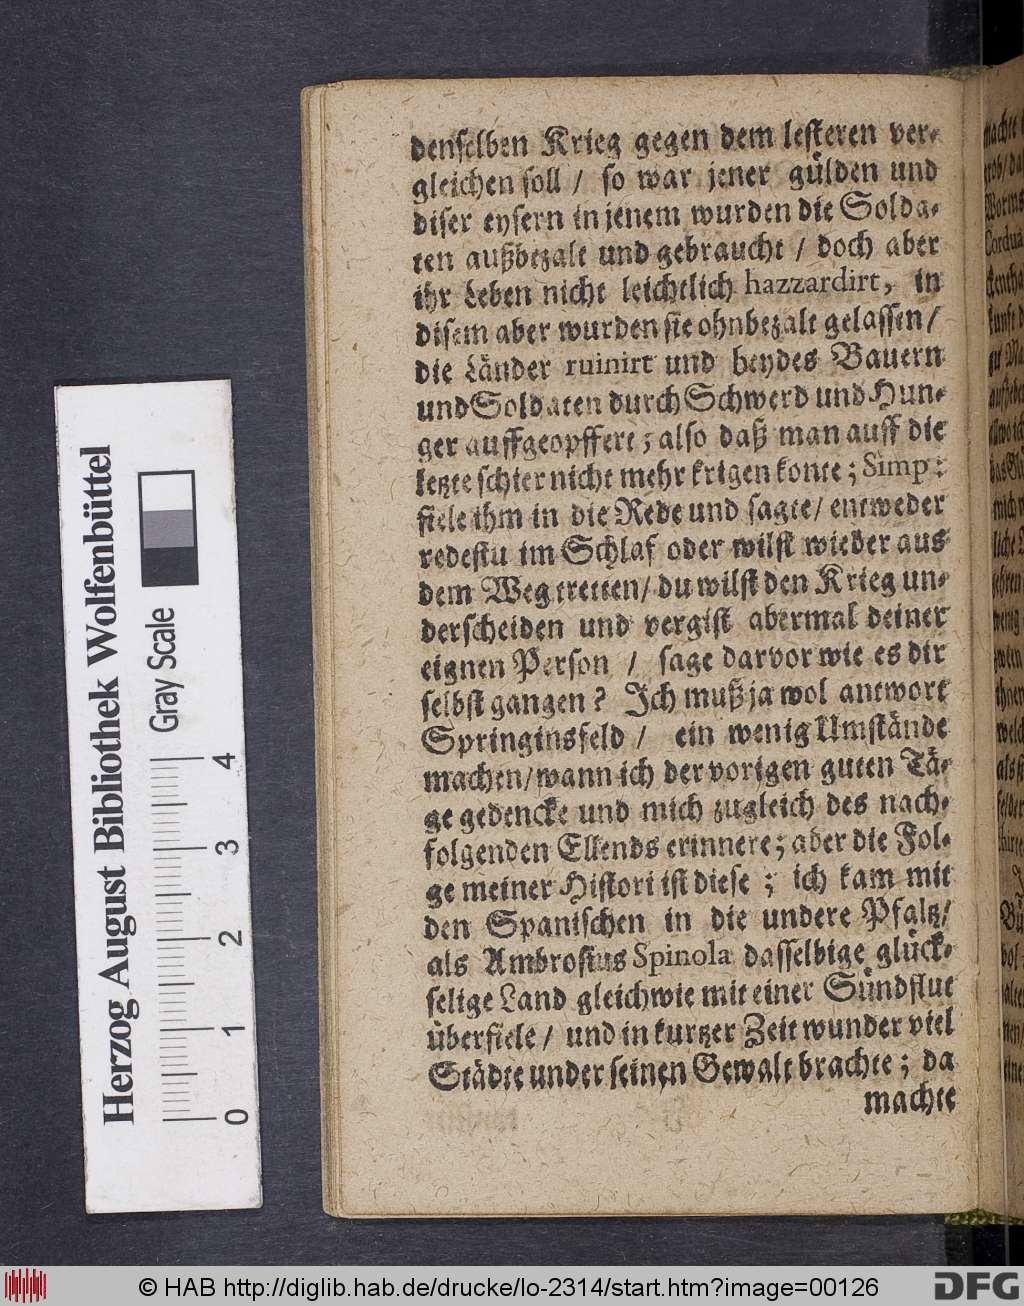 denselben Krieg gegen dem lesteren ver-
gleichen soll / so war jener gülden und
diser eysern in jenem wurden die Solda-
ten außbezalt und gebraucht / doch aber
ihr Leben nicht leichtlich hazzardirt, in
disem aber wurden sie ohnbezalt gelassen /
die Länder ruinirt und beydes Bauern
und Soldaten durch Schwerd und Hun-
ger auffgeopffert; also daß man auff die
letzte schier nicht mehr krigen konte; Simp:
fiele ihm in die Rede und sagte / entweder
redestu im Schlaf oder wilst wieder aus
dem Weg tretten / du wilst den Krieg un-
derscheiden und vergist abermal deiner
eignen Person / sage darvor wie es dir
selbst gangen? Ich muß ja wol antwort
Springinsfeld / ein wenig Umstände
machen / wann ich der vorigen guten Tä-
ge gedencke und mich zugleich des nach-
folgenden Ellends erinnere; aber die Fol-
ge meiner Histori ist diese; ich kam mit
den Spanischen in die undere Pfaltz /
als Ambrosius Spinola dasselbige glück-
selige Land gleichwie mit einer Sündflut
überfiele / und in kurtzer Zeit wunder viel
Städte under seinen Gewalt brachte; da
machte
Herzog August Bibliothek Wolfenbüttel
Gray Scale
0 1 2 3 4
© HAB http://diglib.hab.de/drucke/lo-2314/start.htm?image=00126
DFG